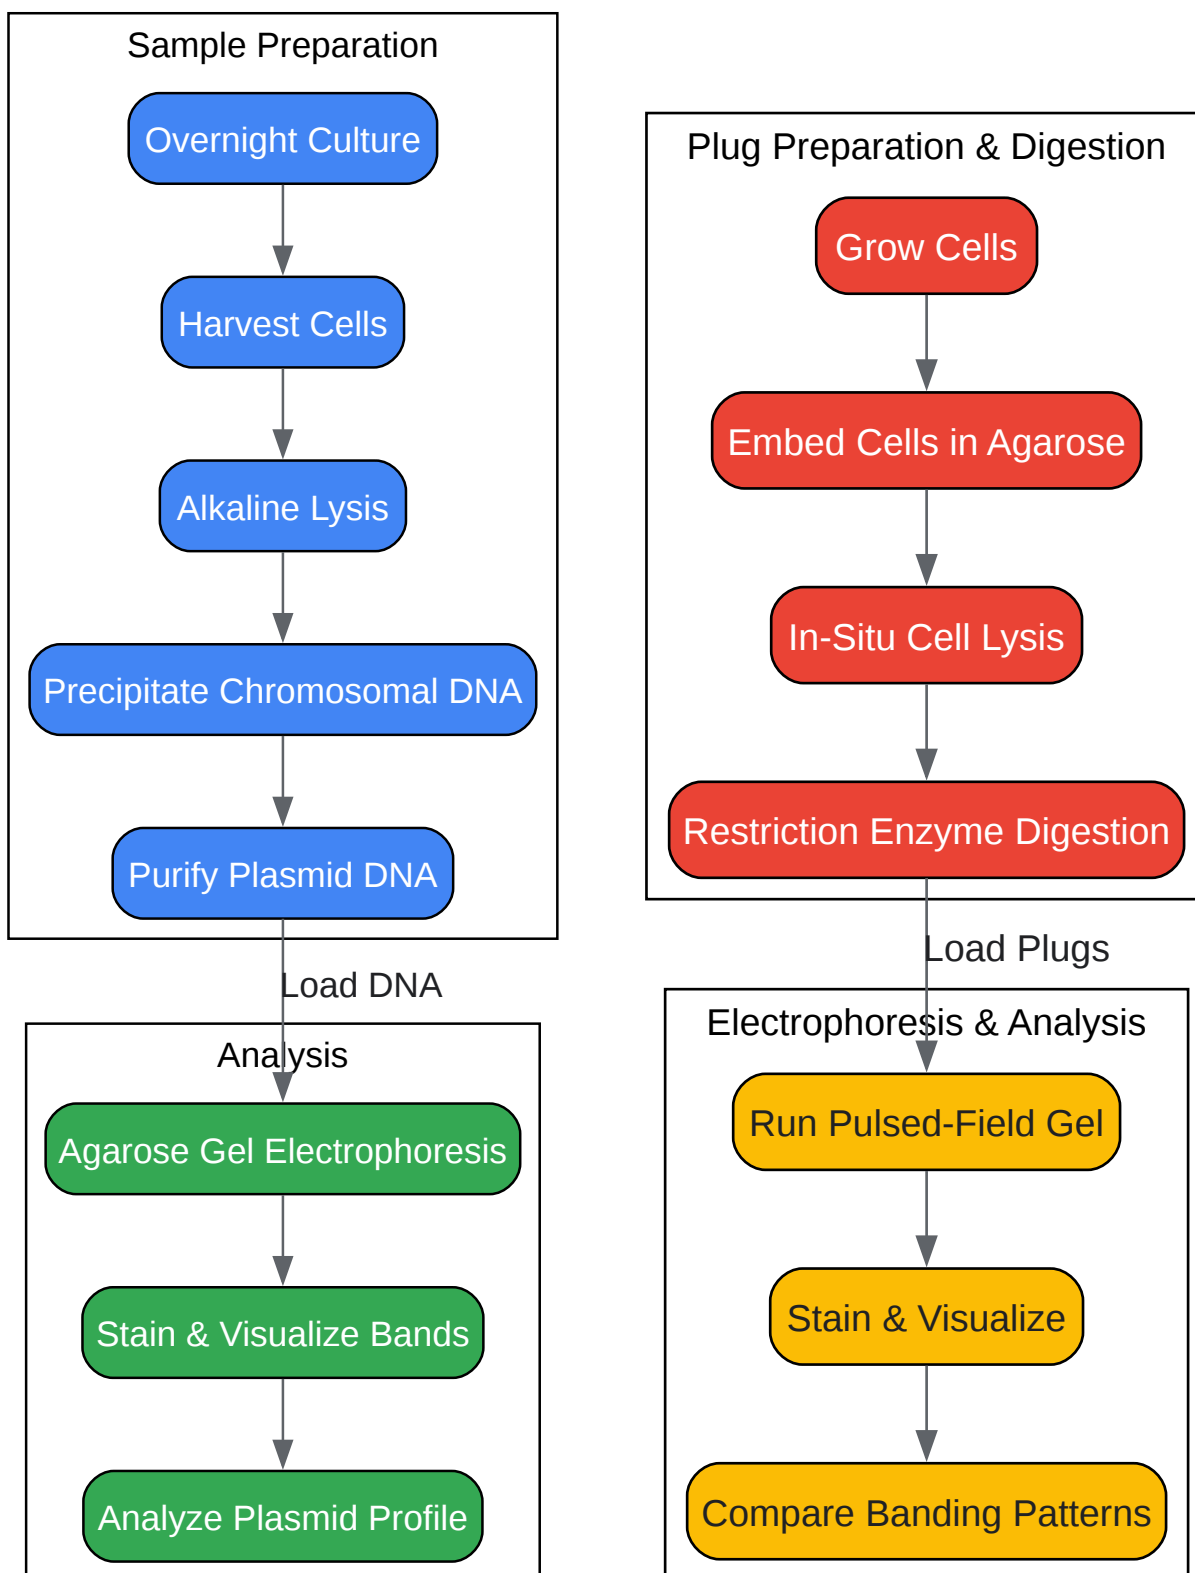 Sample Preparation
Overnight Culture
Harvest Cells
Alkaline Lysis
Precipitate Chromosomal DNA
Purify Plasmid DNA
Load DNA
Analysis
Agarose Gel Electrophoresis
Stain & Visualize Bands
Analyze Plasmid Profile
Plug Preparation & Digestion
Grow Cells
Embed Cells in Agarose
In-Situ Cell Lysis
Restriction Enzyme Digestion
Load Plugs
Electrophoresis & Analysis
Run Pulsed-Field Gel
Stain & Visualize
Compare Banding Patterns